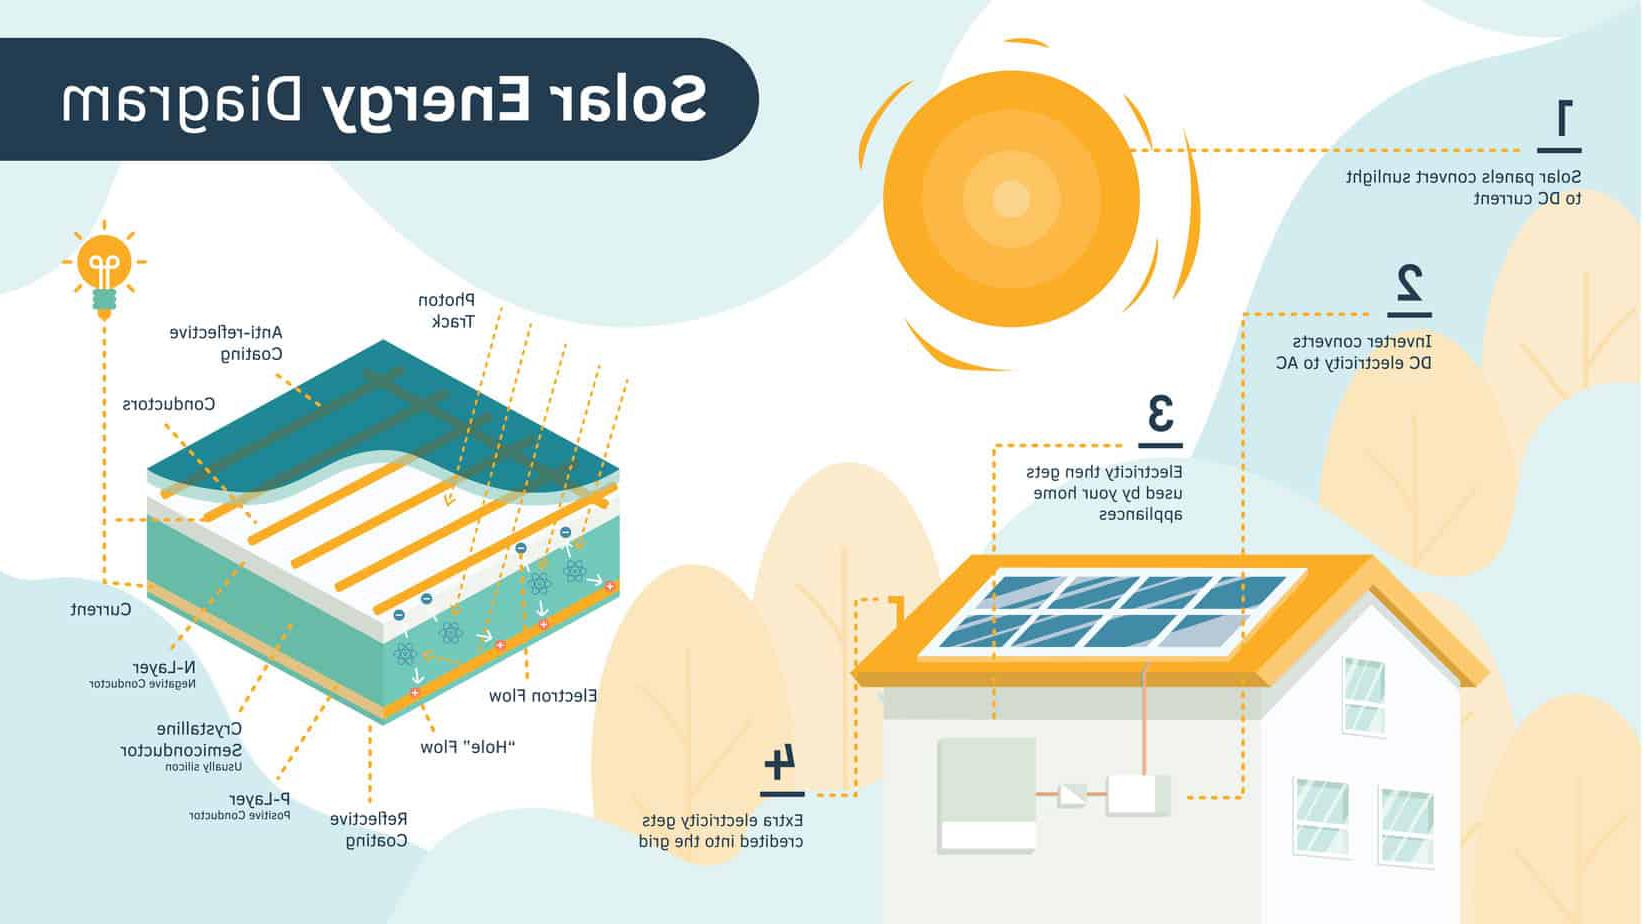 Solar Energy Diagram
1
Solar panels convert sunlight
to DC current
2
Inverter converts
DC electricity to AC
3
Electricity then gets
used by your home
appliances
4
Extra electricity gets
credited into the grid
Photon
Track
Anti-reflective
Coating
Conductors
Current
N-Layer
Negative Conductor
Crystalline
Semiconductor
Usually silicon
P-Layer
Positive Conductor
Reflective
Coating
"Hole" Flow
Electron Flow